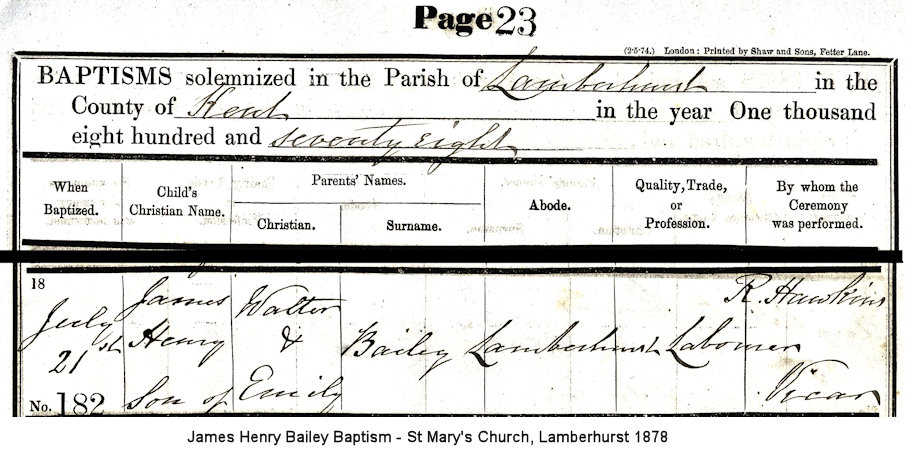 Page 23
(2·5·74.) London: Printed by Shaw and Sons, Fetter Lane.
BAPTISMS solemnized in the Parish of Lamberhurst in the
County of Kent in the year One thousand
eight hundred and seventy eight
When Baptized.
Child's Christian Name.
Parents' Names.
Christian.
Surname.
Abode.
Quality, Trade, or Profession.
By whom the Ceremony was performed.
18
July
21st
No. 182
James
Henry
Son of
Walter
&
Emily
Bailey
Lamberhurst
Labourer
R. Hawkins
Vicar
James Henry Bailey Baptism - St Mary's Church, Lamberhurst 1878